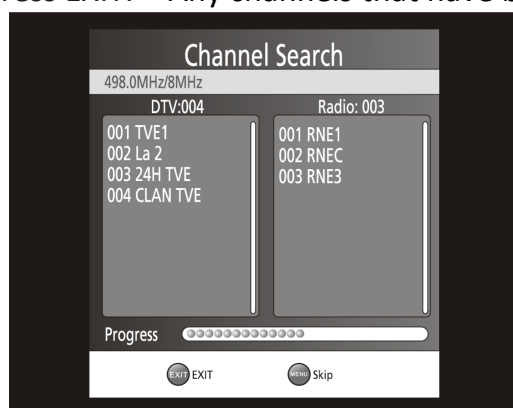 Channel Search
498.0MHz/8MHz
DTV:004
001 TVE1
002 La 2
003 24H TVE
004 CLAN TVE
Radio: 003
001 RNE1
002 RNEC
003 RNE3
Progress
EXIT EXIT
MENU Skip